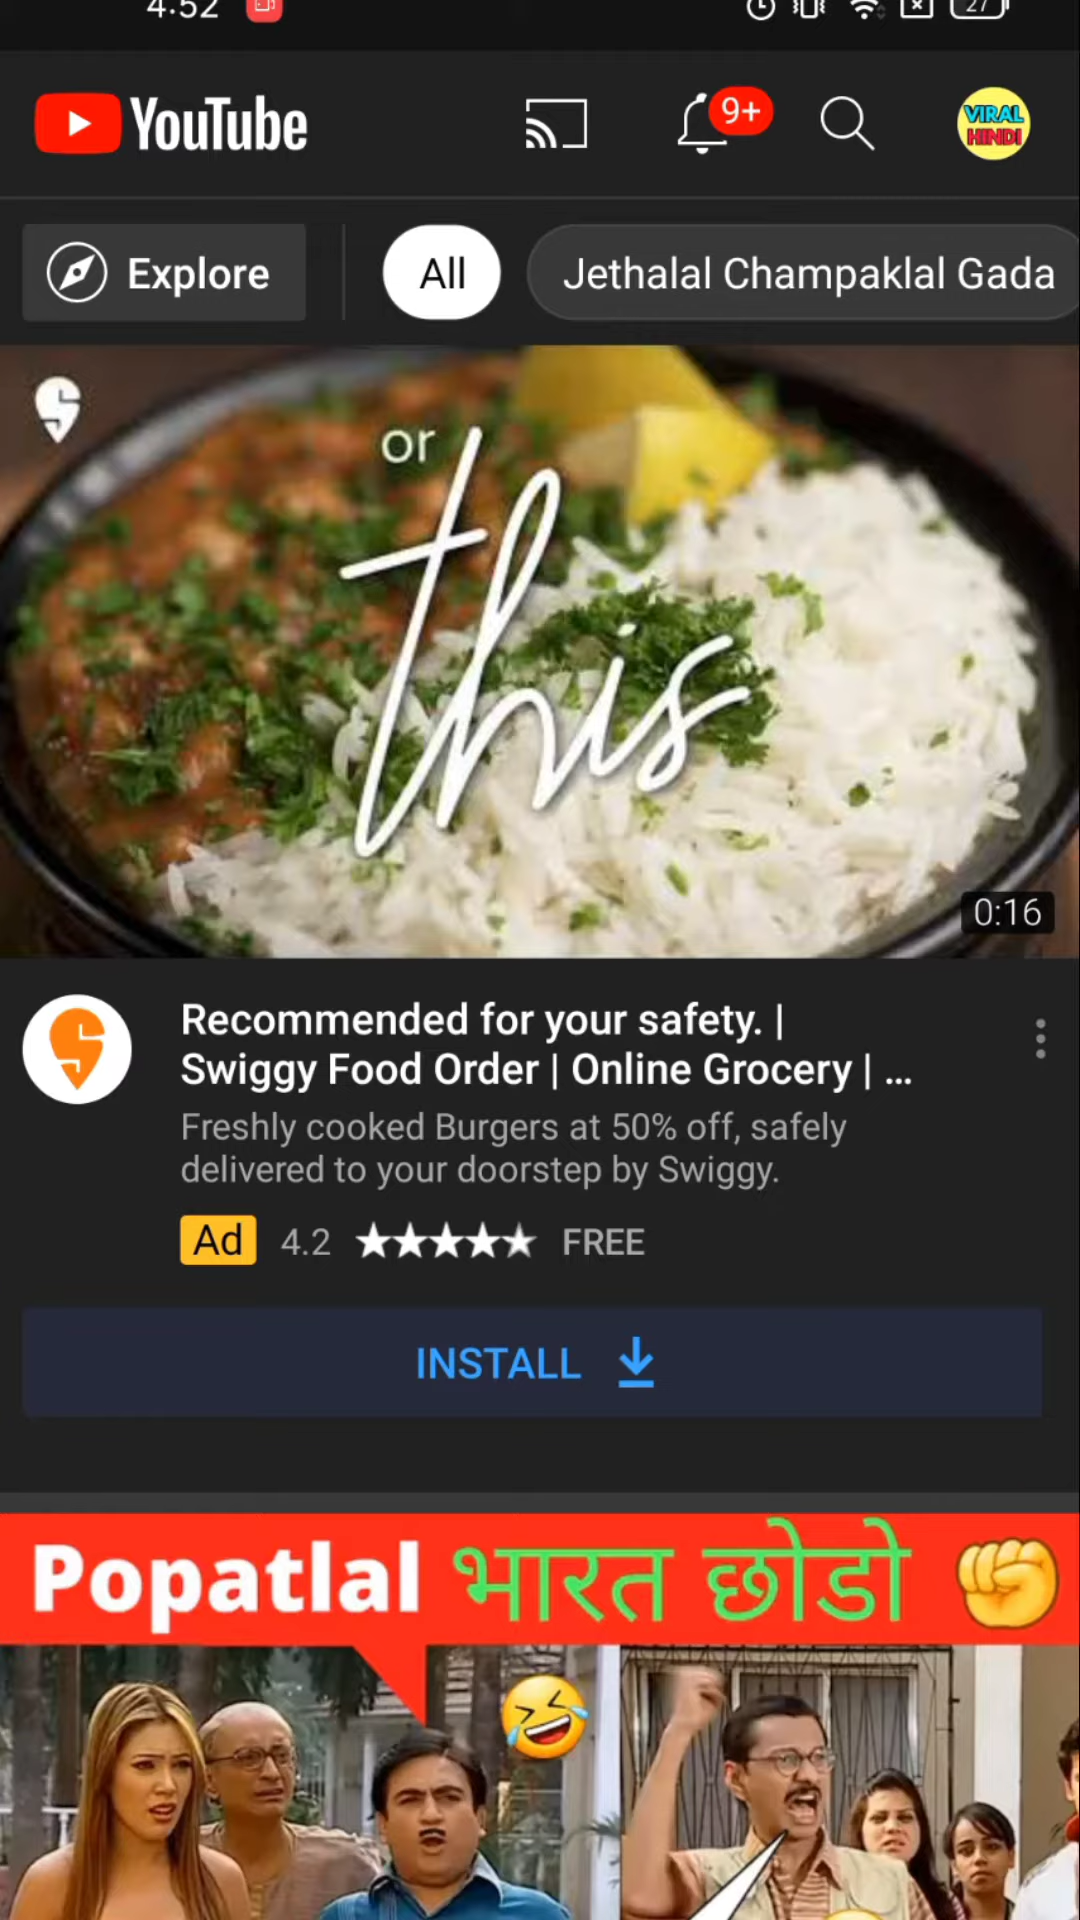 4:52
27
YouTube
9+
VIRAL
HINDI
Explore
All
Jethalal Champaklal Gada
or
this
0:16
Recommended for your safety. |
Swiggy Food Order | Online Grocery | ...
Freshly cooked Burgers at 50% off, safely
delivered to your doorstep by Swiggy.
Ad 4.2 FREE
INSTALL
Popatlal भारत छोडो